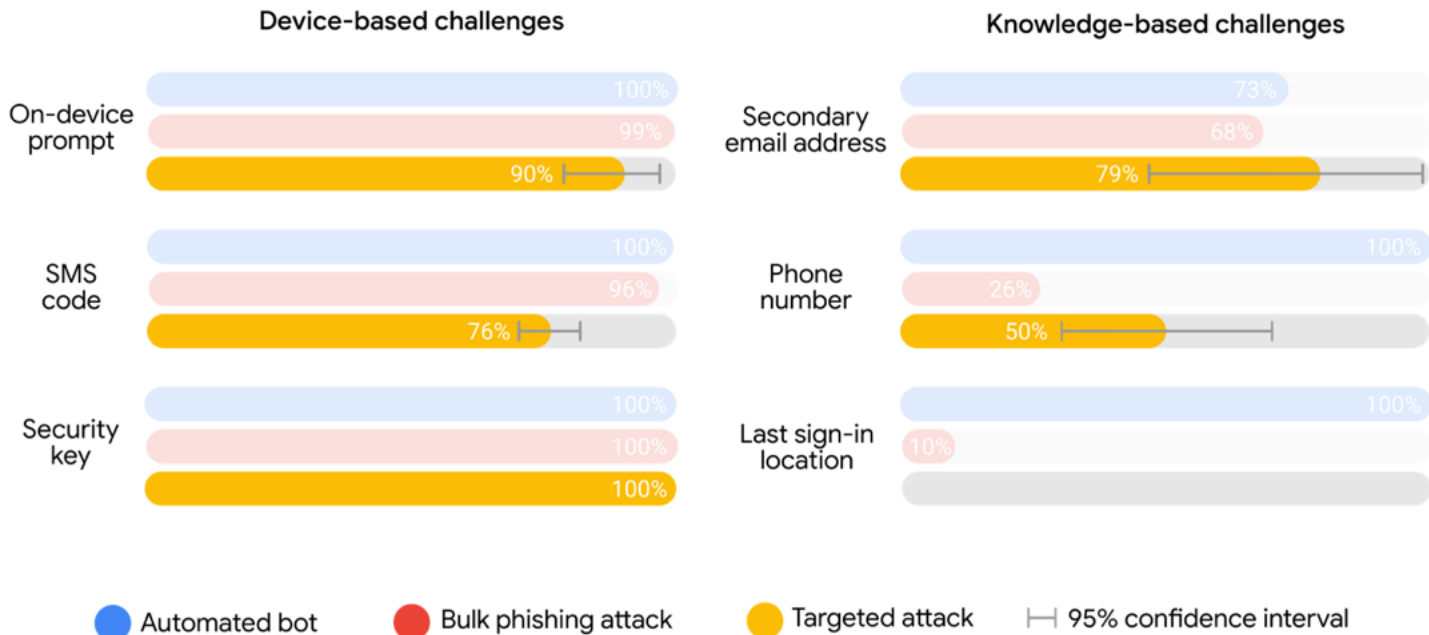 Device-based challenges
On-device
prompt
100%
99%
90%
SMS
code
100%
96%
76%
Security
key
100%
100%
100%
Knowledge-based challenges
Secondary
email address
73%
68%
79%
Phone
number
100%
26%
50%
Last sign-in
location
100%
10%
Automated bot
Bulk phishing attack
Targeted attack
95% confidence interval